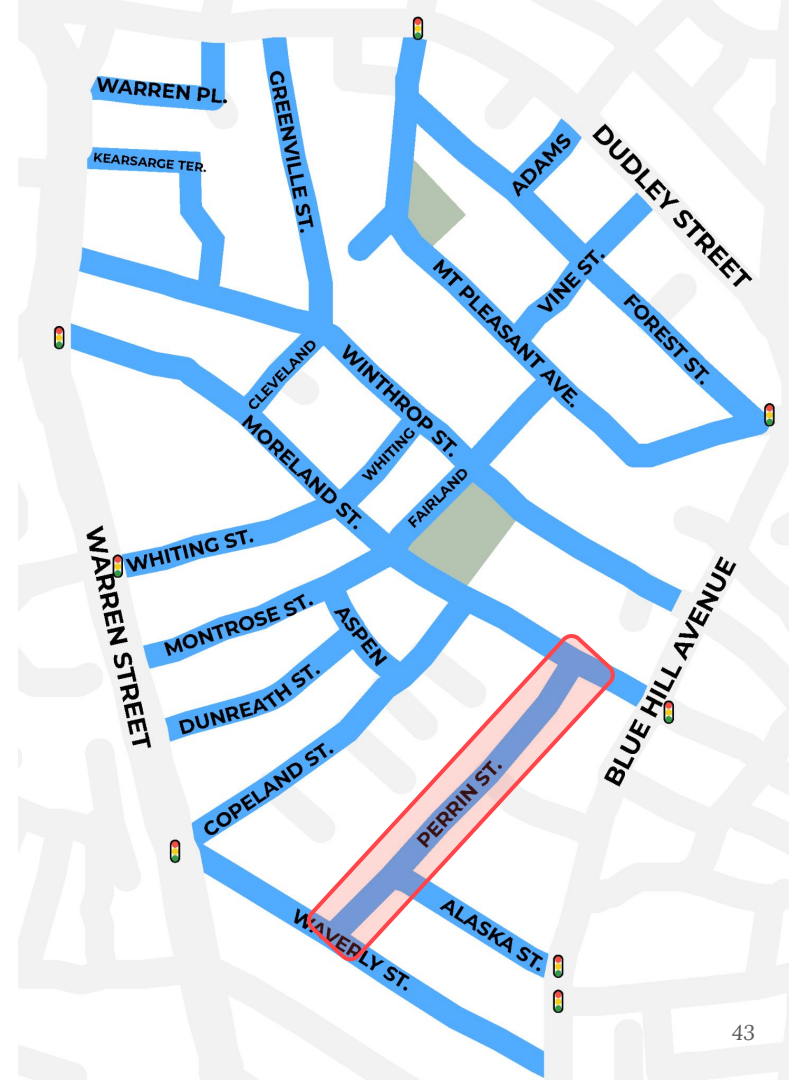 WARREN PL.
GREENVILLE ST.
KEARSARGE TER.
ADAMS
DUDLEY STREET
VINE ST.
MT PLEASANT AVE.
FOREST ST.
CLEVELAND
WINTHROP ST.
WHITING
MORELAND ST.
FAIRLAND
WHITING ST.
WARREN STREET
MONTROSE ST.
ASPEN
DUNREATH ST.
BLUE HILL AVENUE
COPELAND ST.
PERRIN ST.
ALASKA ST.
WAVERLY ST.
43